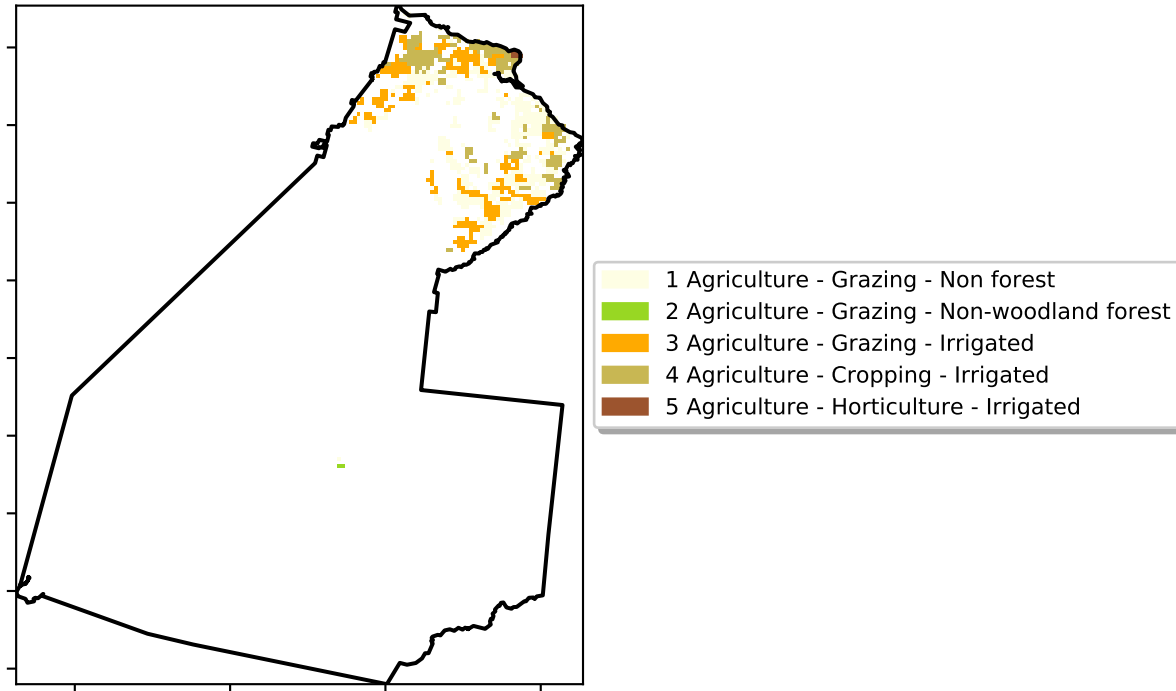 1 Agriculture - Grazing - Non forest
2 Agriculture - Grazing - Non-woodland forest
3 Agriculture - Grazing - Irrigated
4 Agriculture - Cropping - Irrigated
5 Agriculture - Horticulture - Irrigated